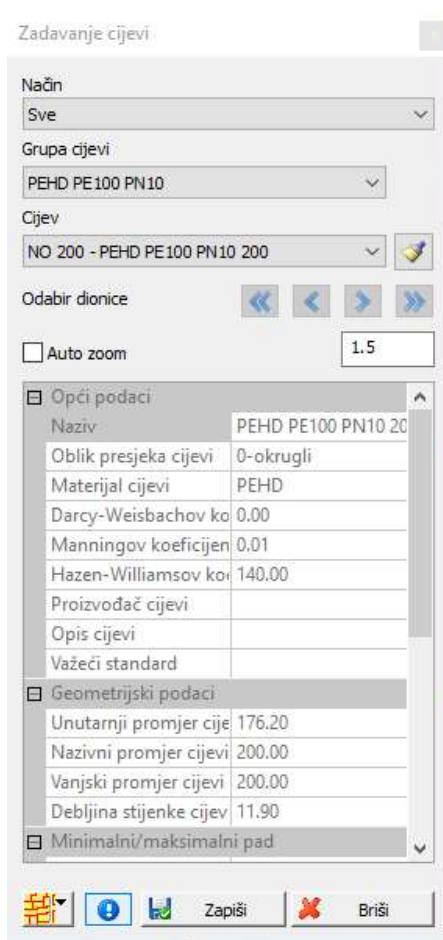 Zadavanje cijevi
Način
Sve
Grupa cijevi
PEHD PE100 PN10
Cijev
NO 200 - PEHD PE100 PN10 200
Odabir dionice
Auto zoom 1.5
Opći podaci
Naziv PEHD PE100 PN10 20
Oblik presjeka cijevi 0-okrugli
Materijal cijevi PEHD
Darcy-Weisbachov ko 0.00
Manningov koeficijen 0.01
Hazen-Williamsov ko 140.00
Proizvođač cijevi
Opis cijevi
Važeći standard
Geometrijski podaci
Unutarnji promjer cije 176.20
Nazivni promjer cijevi 200.00
Vanjski promjer cijevi 200.00
Debljina stijenke cijev 11.90
Minimalni/maksimalni pad
Zapiši Briši